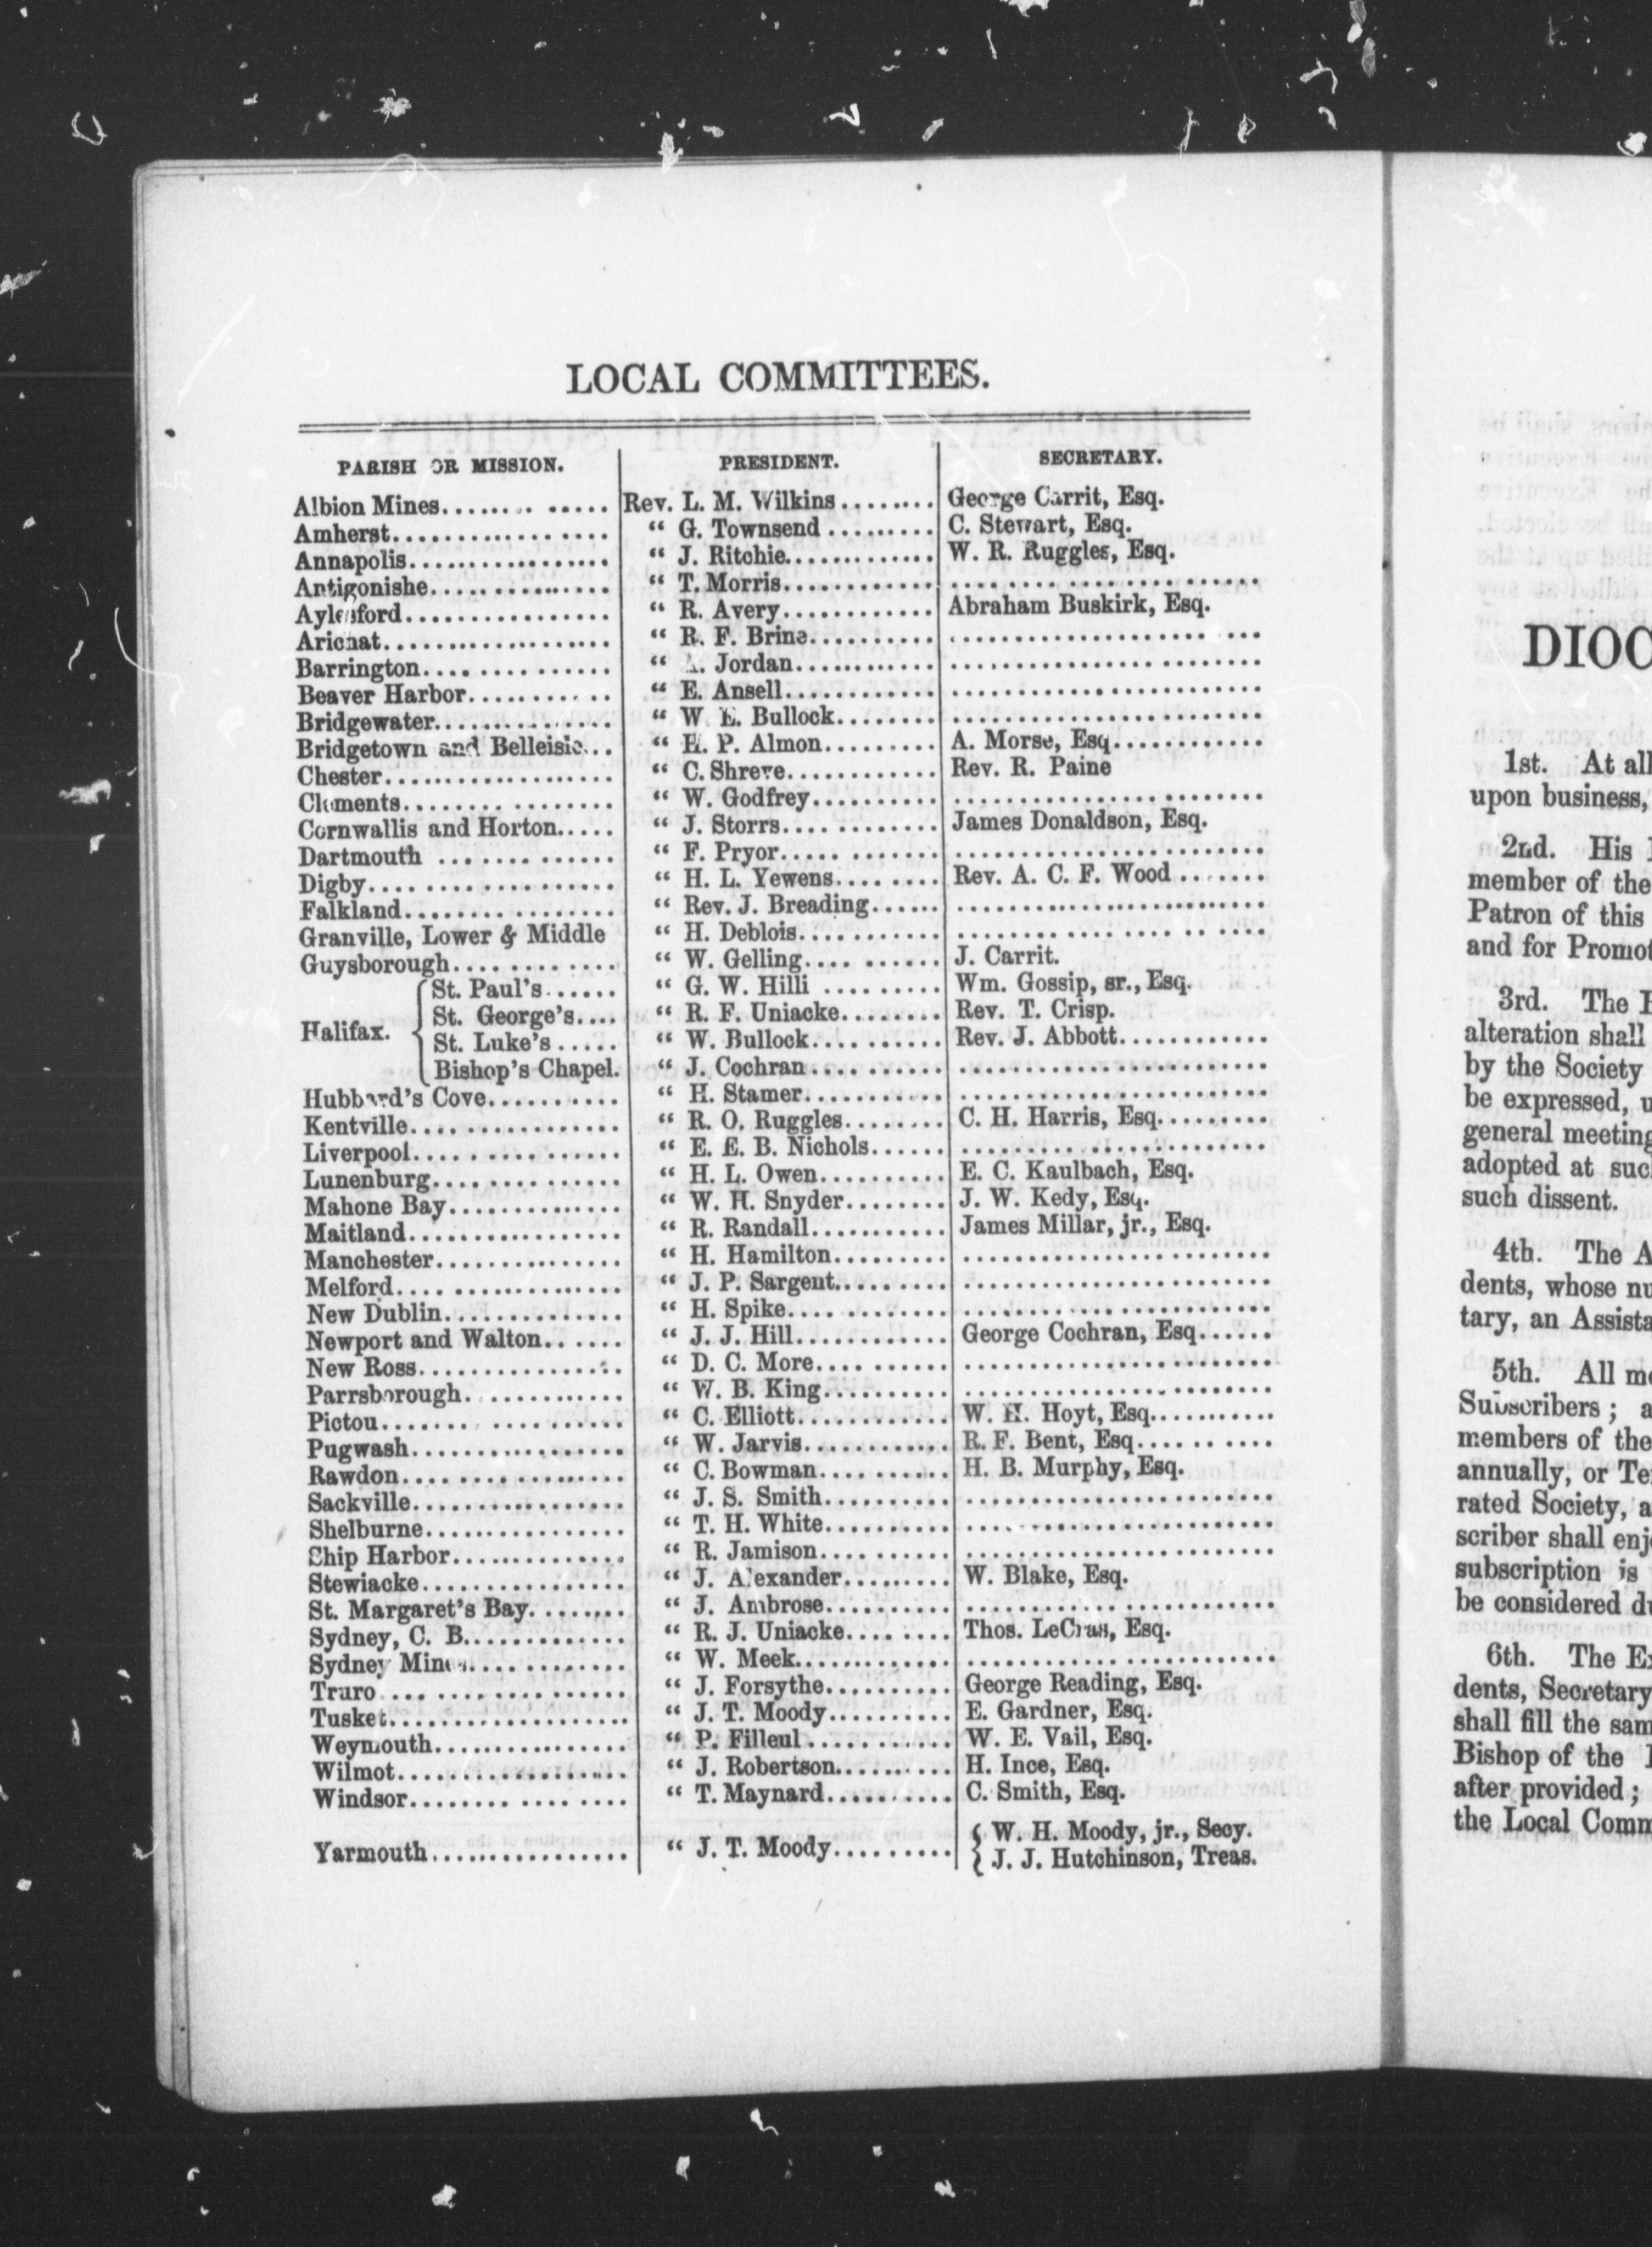 LOCAL COMMITTEES.
PARISH OR MISSION. PRESIDENT. SECRETARY.
Albion Mines............. Rev. L. M. Wilkins........ George Carrit, Esq.
Amherst................ “ G. Townsend ......... C. Stewart, Esq.
Annapolis................. “ J. Ritchie............. W. R. Ruggles, Esq.
Antigonishe............... “ T. Morris............. ..........................
Aylesford................ “ R. Avery............ Abraham Buskirk, Esq.
Arichat................... “ R. F. Brine.......... ..........................
Barrington................ “ Jordan............ ..........................
Beaver Harbor............ “ E. Ansell............ ..........................
Bridgewater............... “ W E. Bullock........ ..........................
Bridgetown and Belleisle... “ H. P. Almon......... A. Morse, Esq............
Chester................... “ C. Shreve............ Rev. R. Paine
Clements................ “ W. Godfrey.......... ..........................
Cornwallis and Horton..... “ J. Storrs............ James Donaldson, Esq.
Dartmouth .............. “ F. Pryor............ ..........................
Digby................... “ H. L. Yewens........ Rev. A. C. F. Wood .......
Falkland................ “ Rev. J. Breading...... ..........................
Granville, Lower & Middle “ H. Deblois............ ..........................
Guysborough............. “ W. Gelling.......... J. Carrit.
St. Paul's...... “ G. W. Hilli ......... Wm. Gossip, sr., Esq.
St. George's.... “ R. F. Uniacke........ Rev. T. Crisp.
Halifax. St. Luke's ..... “ W. Bullock.......... Rev. J. Abbott............
Bishop's Chapel. “ J. Cochran.......... ..........................
Hubbard's Cove.......... “ H. Stamer............ ..........................
Kentville................. “ R. O. Ruggles........ C. H. Harris, Esq.........
Liverpool................ “ E. E. B. Nichols...... ..........................
Lunenburg............... “ H. L. Owen.......... E. C. Kaulbach, Esq.
Mahone Bay............. “ W. H. Snyder........ J. W. Kedy, Esq.
Maitland................. “ R. Randall........... James Millar, jr., Esq.
Manchester............... “ H. Hamilton......... ..........................
Melford.................. “ J. P. Sargent......... ..........................
New Dublin.............. “ H. Spike............ ..........................
Newport and Walton...... “ J. J. Hill............ George Cochran, Esq......
New Ross................. “ D. C. More.......... ..........................
Parrsborough............. “ W. B. King.......... ..........................
Pictou................... “ C. Elliott............ W. H. Hoyt, Esq..........
Pugwash................. “ W. Jarvis............ R. F. Bent, Esq..........
Rawdon.................. “ C. Bowman.......... H. B. Murphy, Esq.
Sackville................. “ J. S. Smith.......... ..........................
Shelburne................ “ T. H. White.......... ..........................
Ship Harbor.............. “ R. Jamison.......... ..........................
Stewiacke................ “ J. Alexander......... W. Blake, Esq.
St. Margaret's Bay........ “ J. Ambrose.......... ..........................
Sydney, C. B............. “ R. J. Uniacke........ Thos. LeCras, Esq.
Sydney Mines............ “ W. Meek............ ..........................
Truro ................... “ J. Forsythe.......... George Reading, Esq.
Tusket.................... “ J. T. Moody.......... E. Gardner, Esq.
Weymouth................ “ P. Filleul............ W. E. Vail, Esq.
Wilmot................... “ J. Robertson.......... H. Ince, Esq.
Windsor.................. “ T. Maynard.......... C. Smith, Esq.
Yarmouth................ “ J. T. Moody......... W. H. Moody, jr., Secy.
J. J. Hutchinson, Treas.
DIOC
1st. At all
upon business,
2nd. His
member of the
Patron of this
and for Promot
3rd. The
alteration shall
by the Society
be expressed, u
general meeting
adopted at suc
such dissent.
4th. The A
dents, whose nu
tary, an Assista
5th. All me
Subscribers; a
members of the
annually, or Te
rated Society, a
scriber shall enj
subscription is
be considered du
6th. The Ex
dents, Secretary
shall fill the sam
Bishop of the
after provided;
the Local Comm